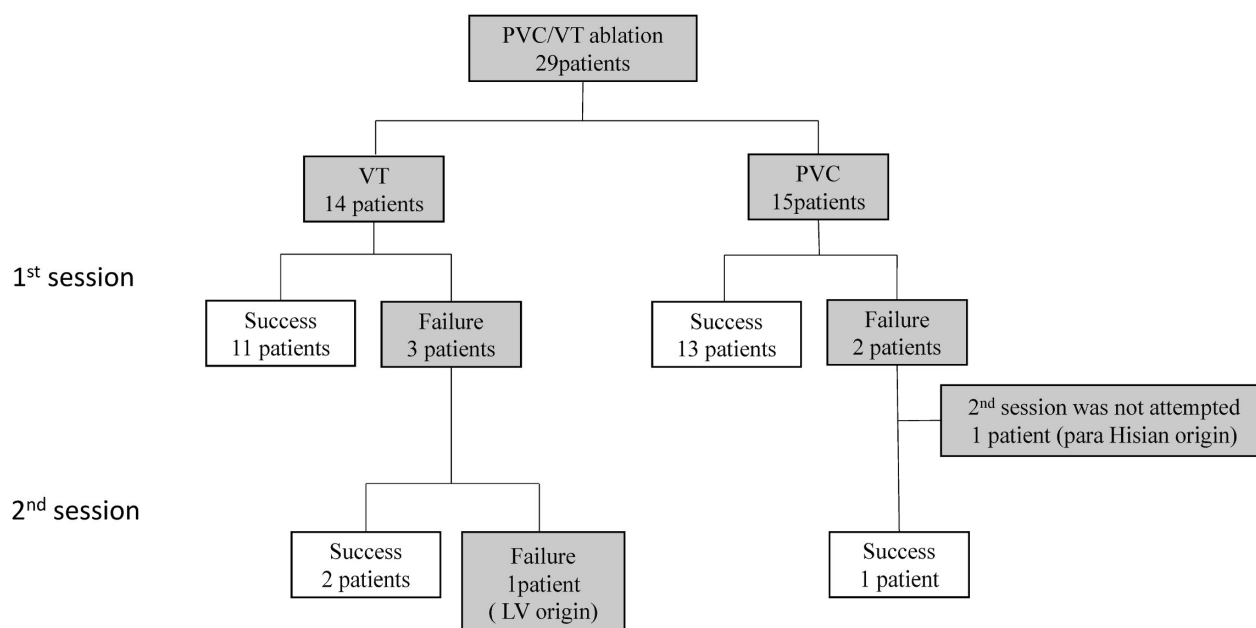 PVC/VT ablation
29patients
VT
14 patients
PVC
15patients
1st session
Success
11 patients
Failure
3 patients
Success
13 patients
Failure
2 patients
2nd session was not attempted
1 patient (para Hisian origin)
2nd session
Success
2 patients
Failure
1patient
( LV origin)
Success
1 patient